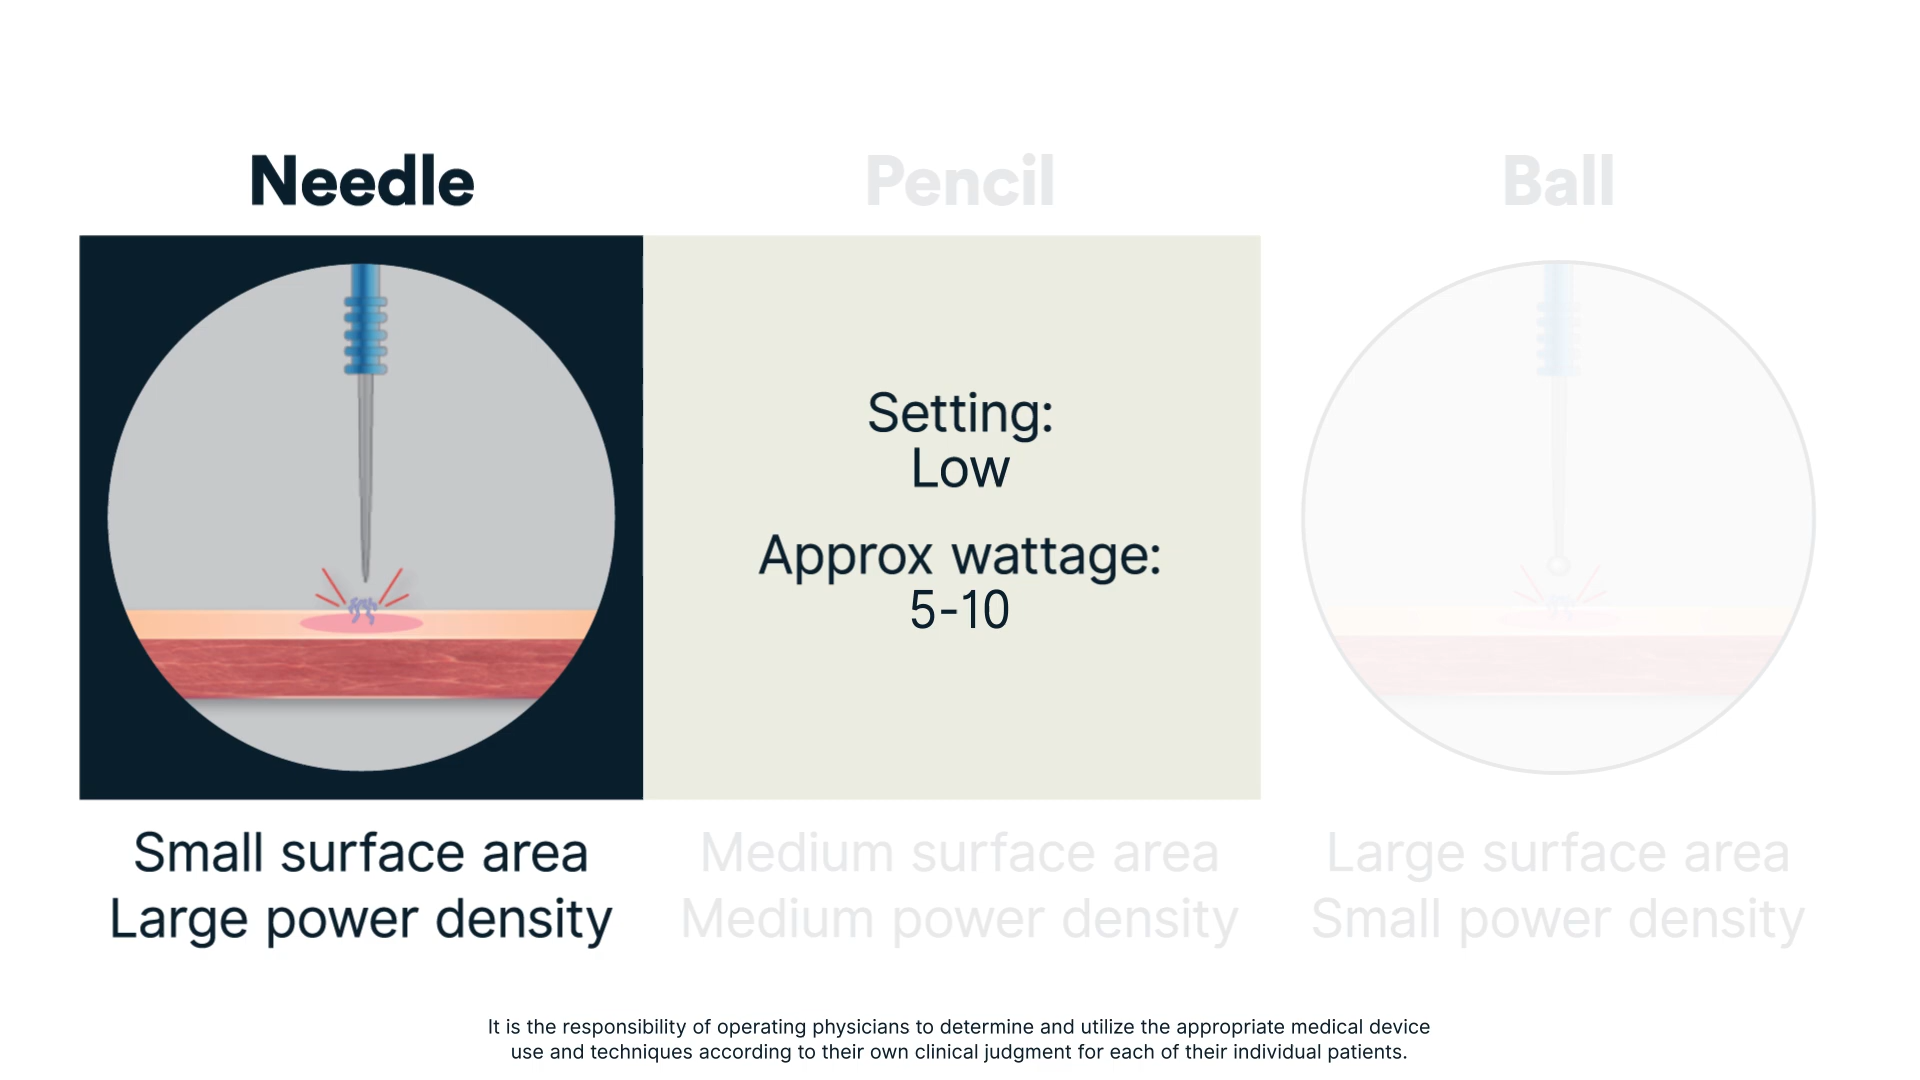 Needle
Pencil
Ball
Setting:
Low
Approx wattage:
5-10
Small surface area
Large power density
Medium surface area
Medium power density
Large surface area
Small power density
It is the responsibility of operating physicians to determine and utilize the appropriate medical device
use and techniques according to their own clinical judgment for each of their individual patients.